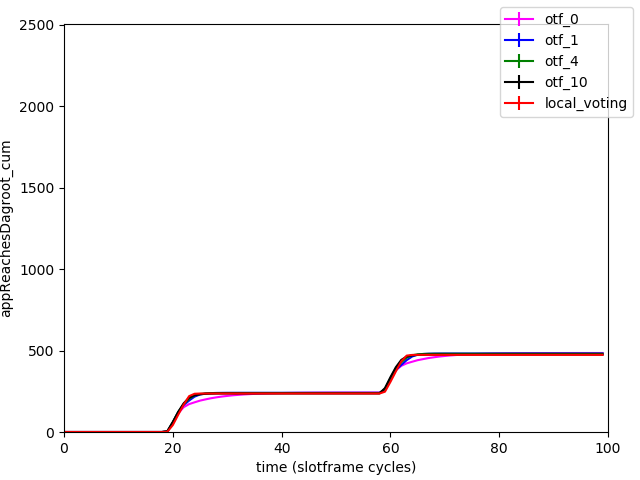 otf_0
otf_1
otf_4
otf_10
local_voting
appReachesDagroot_cum
2500
2000
1500
1000
500
0
0 20 40 60 80 100
time (slotframe cycles)